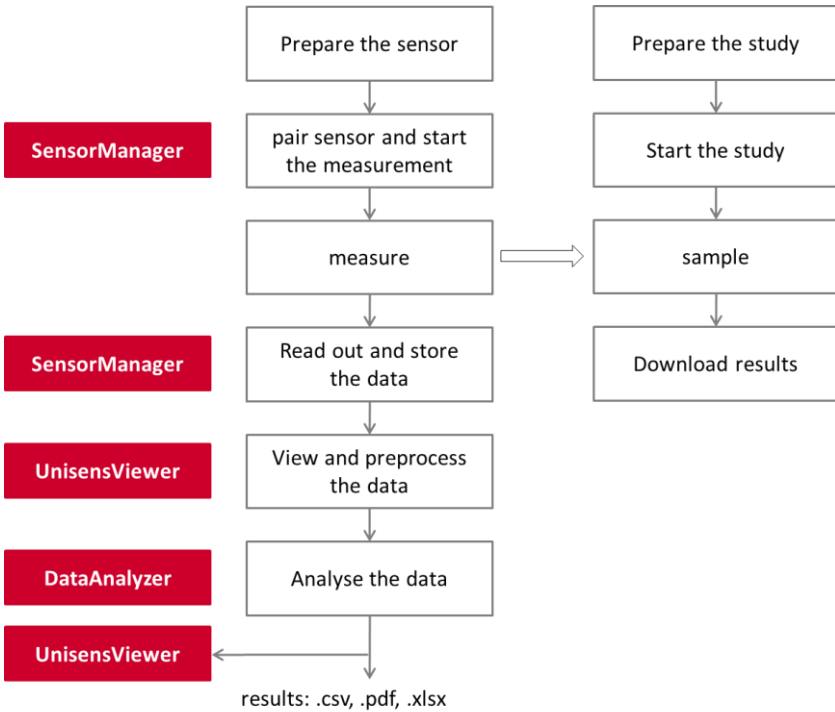 Prepare the sensor
Prepare the study
SensorManager
pair sensor and start
the measurement
Start the study
measure
sample
SensorManager
Read out and store
the data
Download results
UnisensViewer
View and preprocess
the data
DataAnalyzer
Analyse the data
UnisensViewer
results: .csv, .pdf, .xlsx